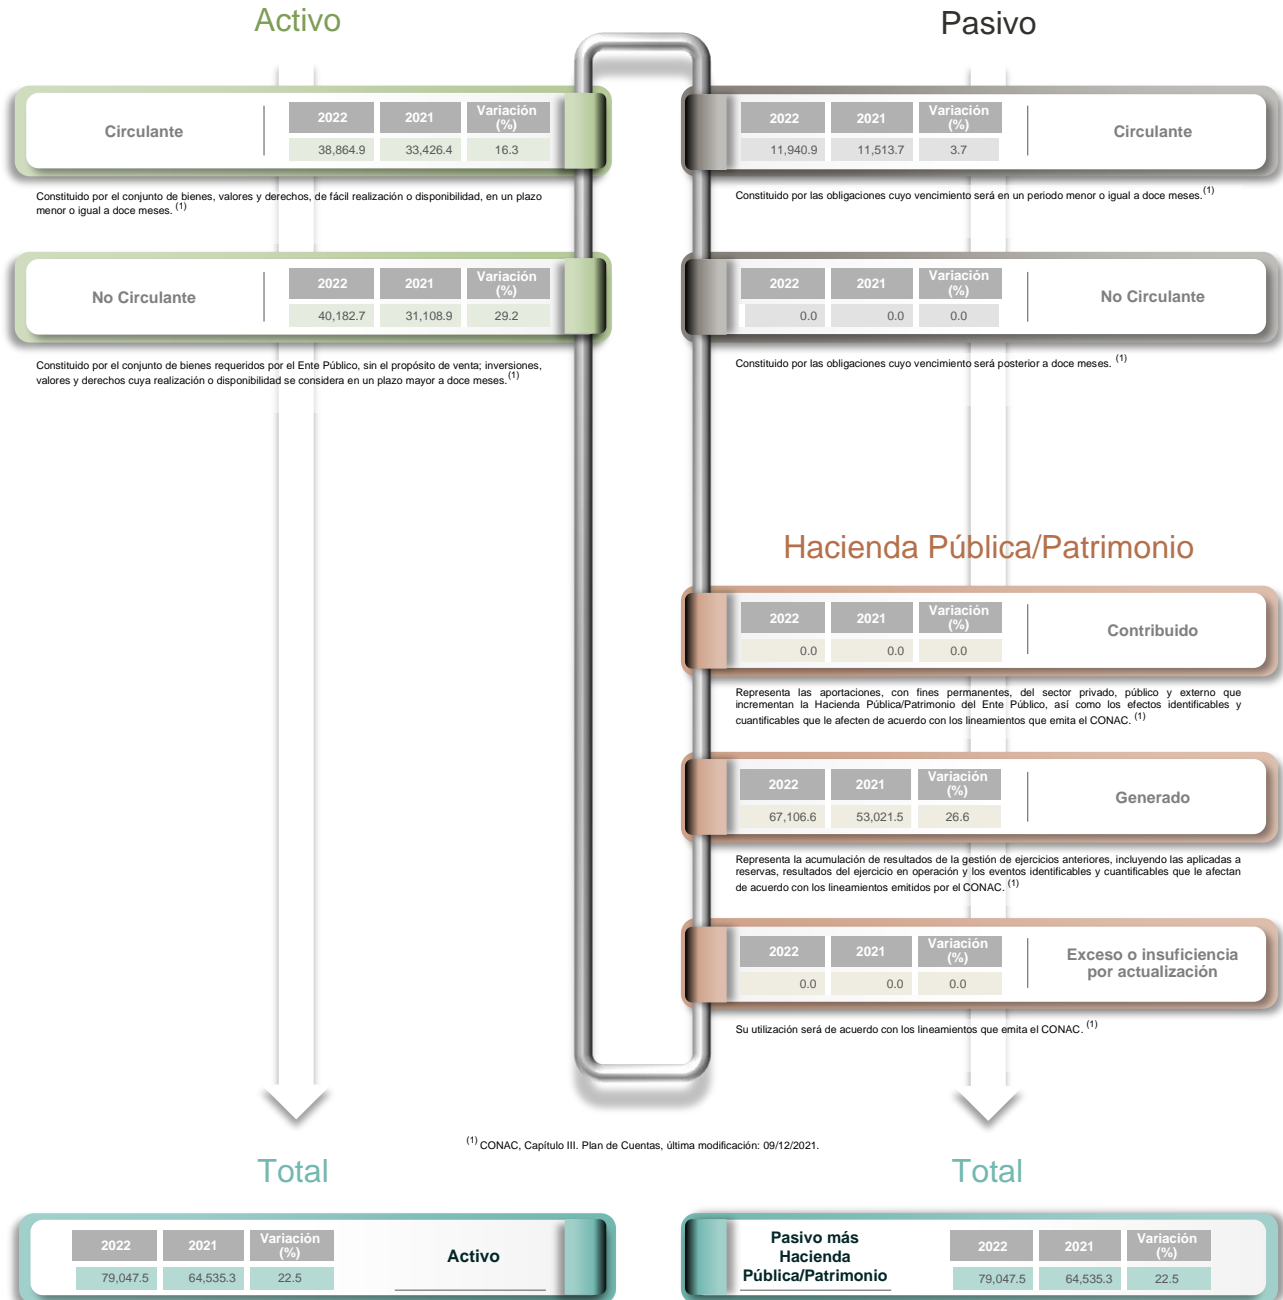 Activo
Circulante
2022 2021 Variación (%)
38,864.9 33,426.4 16.3
Constituido por el conjunto de bienes, valores y derechos, de fácil realización o disponibilidad, en un plazo
menor o igual a doce meses. (1)
No Circulante
2022 2021 Variación (%)
40,182.7 31,108.9 29.2
Constituido por el conjunto de bienes requeridos por el Ente Público, sin el propósito de venta; inversiones,
valores y derechos cuya realización o disponibilidad se considera en un plazo mayor a doce meses. (1)
Pasivo
2022 2021 Variación (%)
11,940.9 11,513.7 3.7
Circulante
Constituido por las obligaciones cuyo vencimiento será en un periodo menor o igual a doce meses. (1)
2022 2021 Variación (%)
0.0 0.0 0.0
No Circulante
Constituido por las obligaciones cuyo vencimiento será posterior a doce meses. (1)
Hacienda Pública/Patrimonio
2022 2021 Variación (%)
0.0 0.0 0.0
Contribuido
Representa las aportaciones, con fines permanentes, del sector privado, público y externo que
incrementan la Hacienda Pública/Patrimonio del Ente Público, así como los efectos identificables y
cuantificables que le afecten de acuerdo con los lineamientos que emita el CONAC. (1)
2022 2021 Variación (%)
67,106.6 53,021.5 26.6
Generado
Representa la acumulación de resultados de la gestión de ejercicios anteriores, incluyendo las aplicadas a
reservas, resultados del ejercicio en operación y los eventos identificables y cuantificables que le afectan
de acuerdo con los lineamientos emitidos por el CONAC. (1)
2022 2021 Variación (%)
0.0 0.0 0.0
Exceso o insuficiencia
por actualización
Su utilización será de acuerdo con los lineamientos que emita el CONAC. (1)
(1) CONAC, Capítulo III. Plan de Cuentas, última modificación: 09/12/2021.
Total
2022 2021 Variación (%)
79,047.5 64,535.3 22.5
Activo
Total
Pasivo más
Hacienda
Pública/Patrimonio
2022 2021 Variación (%)
79,047.5 64,535.3 22.5